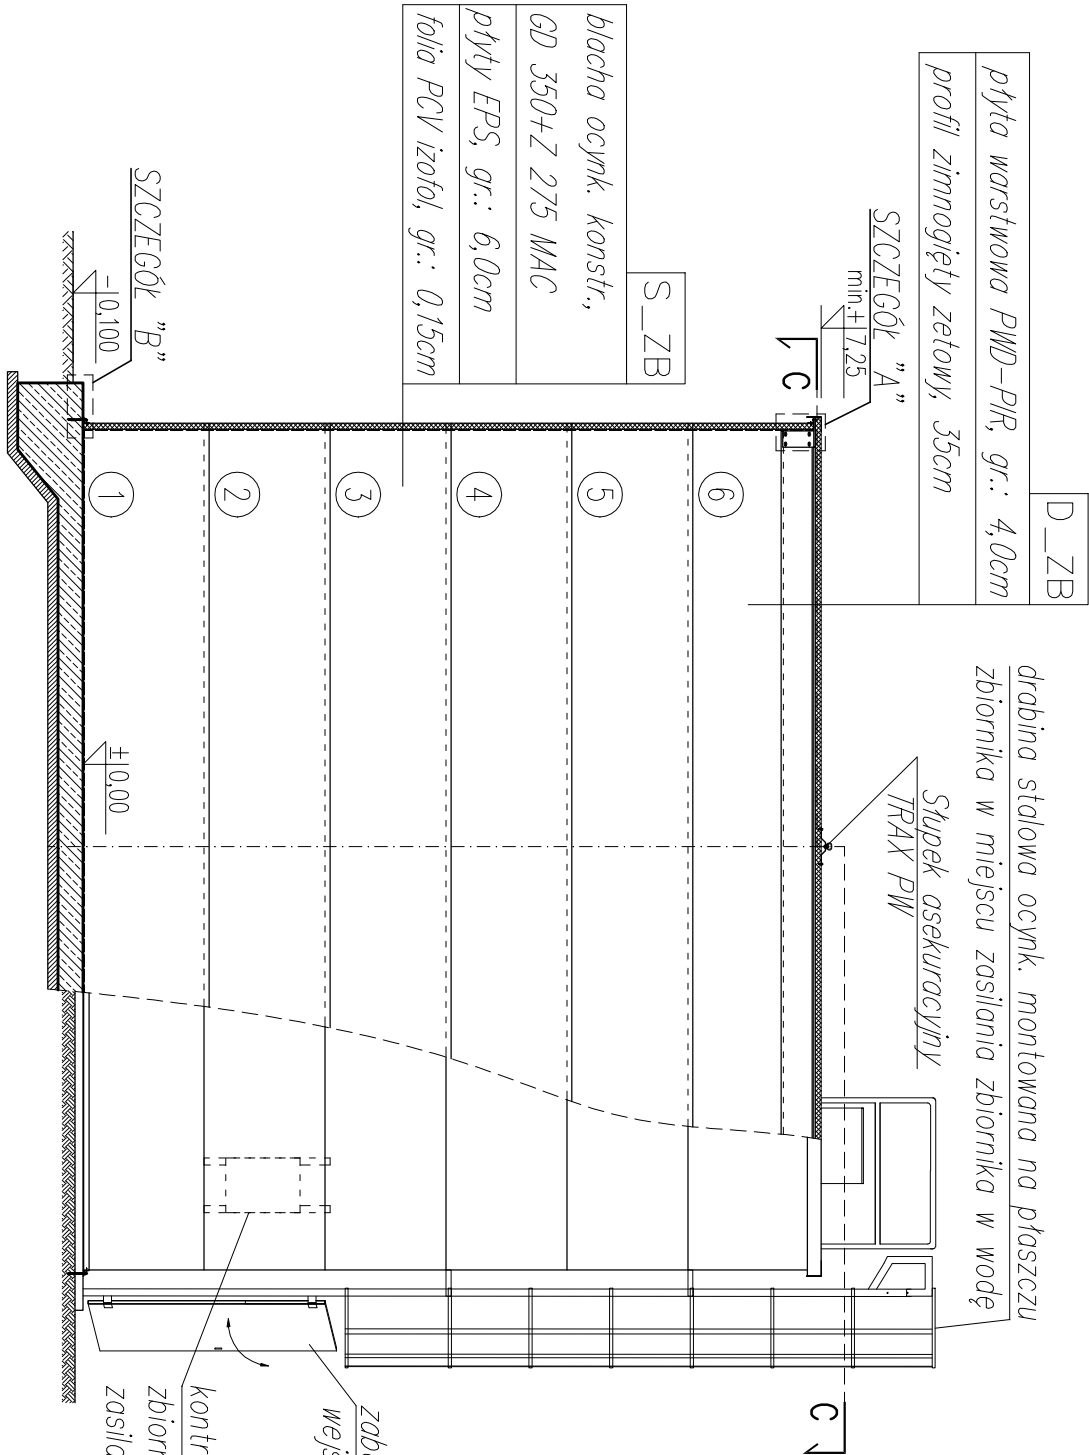 D_ZB
płyta warstwowa PWD-PIR, gr.: 4,0cm
profil zimnogięty zetowy, 35cm
drabina stalowa ocynk. montowana na płaszczu
zbiornika w miejscu zasilania zbiornika w wodę
Słupek asekuracyjny
TRAX PW
SZCZEGÓŁ "A"
min.+7,25
C
C
S_ZB
blacha ocynk. konstr.,
GD 350+Z 275 MAC
płyty EPS, gr.: 6,0cm
folia PCV izofol, gr.: 0,15cm
6
5
4
3
2
1
SZCZEGÓŁ "B"
-0,100
±0,00